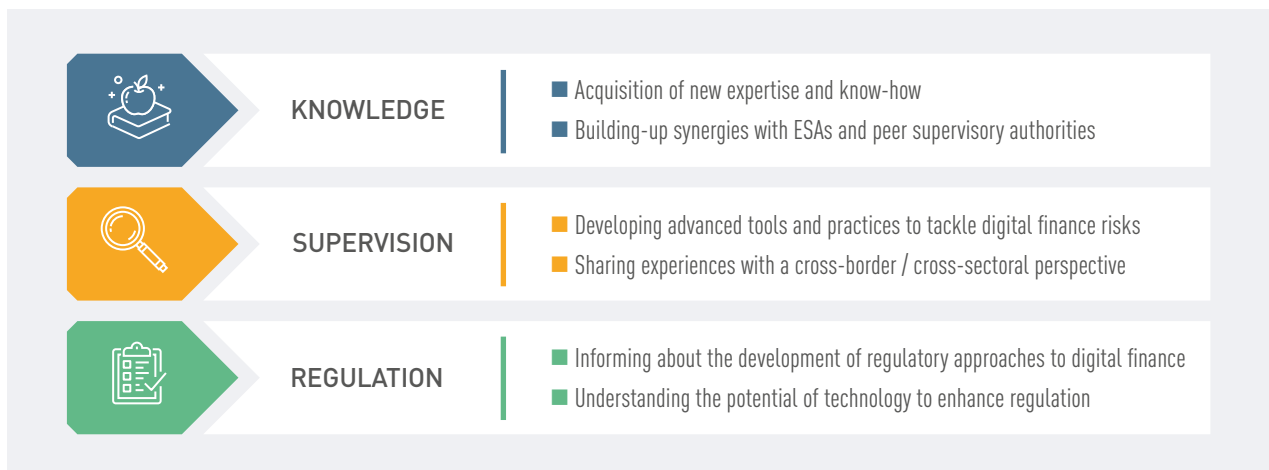 KNOWLEDGE
Acquisition of new expertise and know-how
Building-up synergies with ESAs and peer supervisory authorities
SUPERVISION
Developing advanced tools and practices to tackle digital finance risks
Sharing experiences with a cross-border / cross-sectoral perspective
REGULATION
Informing about the development of regulatory approaches to digital finance
Understanding the potential of technology to enhance regulation